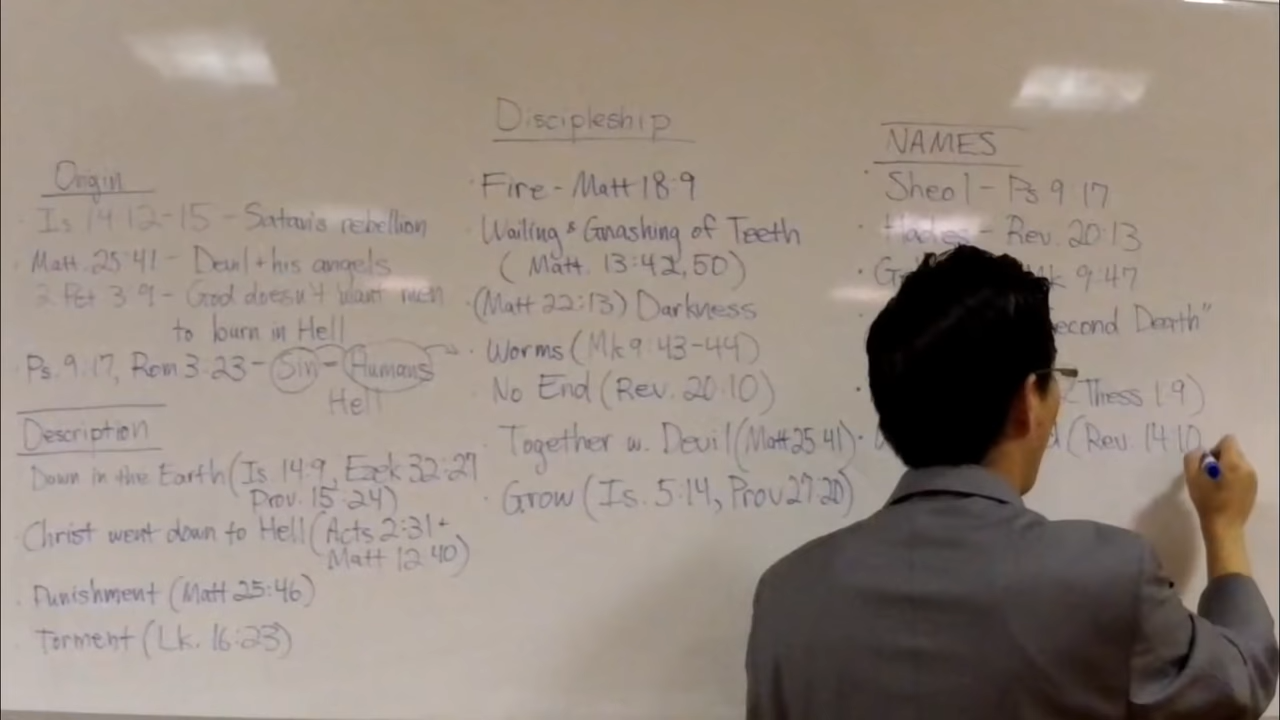 Discipleship
Origin
Is 14:12-15 - Satan's rebellion
Matt. 25:41 - Devil + his angels
2 Pet 3:9 - God doesn't want men
to burn in Hell
Ps. 9:17, Rom 3:23 - Sin - Humans
Hell
Description
Down in the Earth (Is. 14:9, Ezek 32:27
Prov. 15:24)
Christ went down to Hell (Acts 2:31 +
Matt 12:40)
Punishment (Matt 25:46)
Torment (Lk. 16:23)
Fire - Matt 18:9
Wailing & Gnashing of Teeth
(Matt. 13:42, 50)
(Matt 22:13) Darkness
Worms (Mk 9:43-44)
No End (Rev. 20:10)
Together w. Devil (Matt 25:41)
Grow (Is. 5:14, Prov 27:20)
NAMES
Sheol - Ps 9:17
Hades - Rev. 20:13
Mk 9:47
Death"
Thess 1:9)
(Rev. 14:10